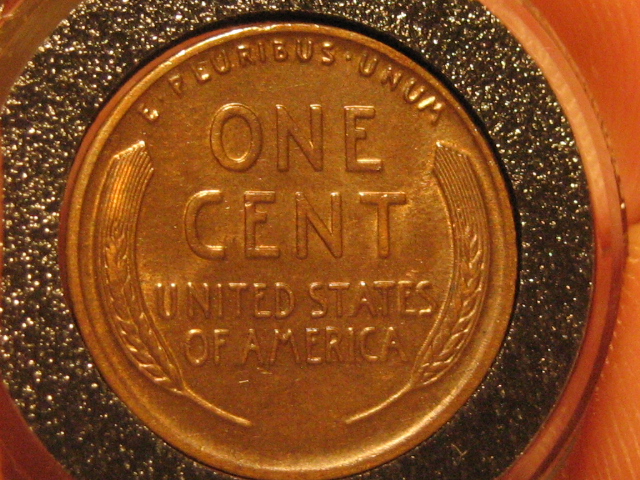 E · PLURIBUS · UNUM
ONE
CENT
UNITED STATES
OF AMERICA